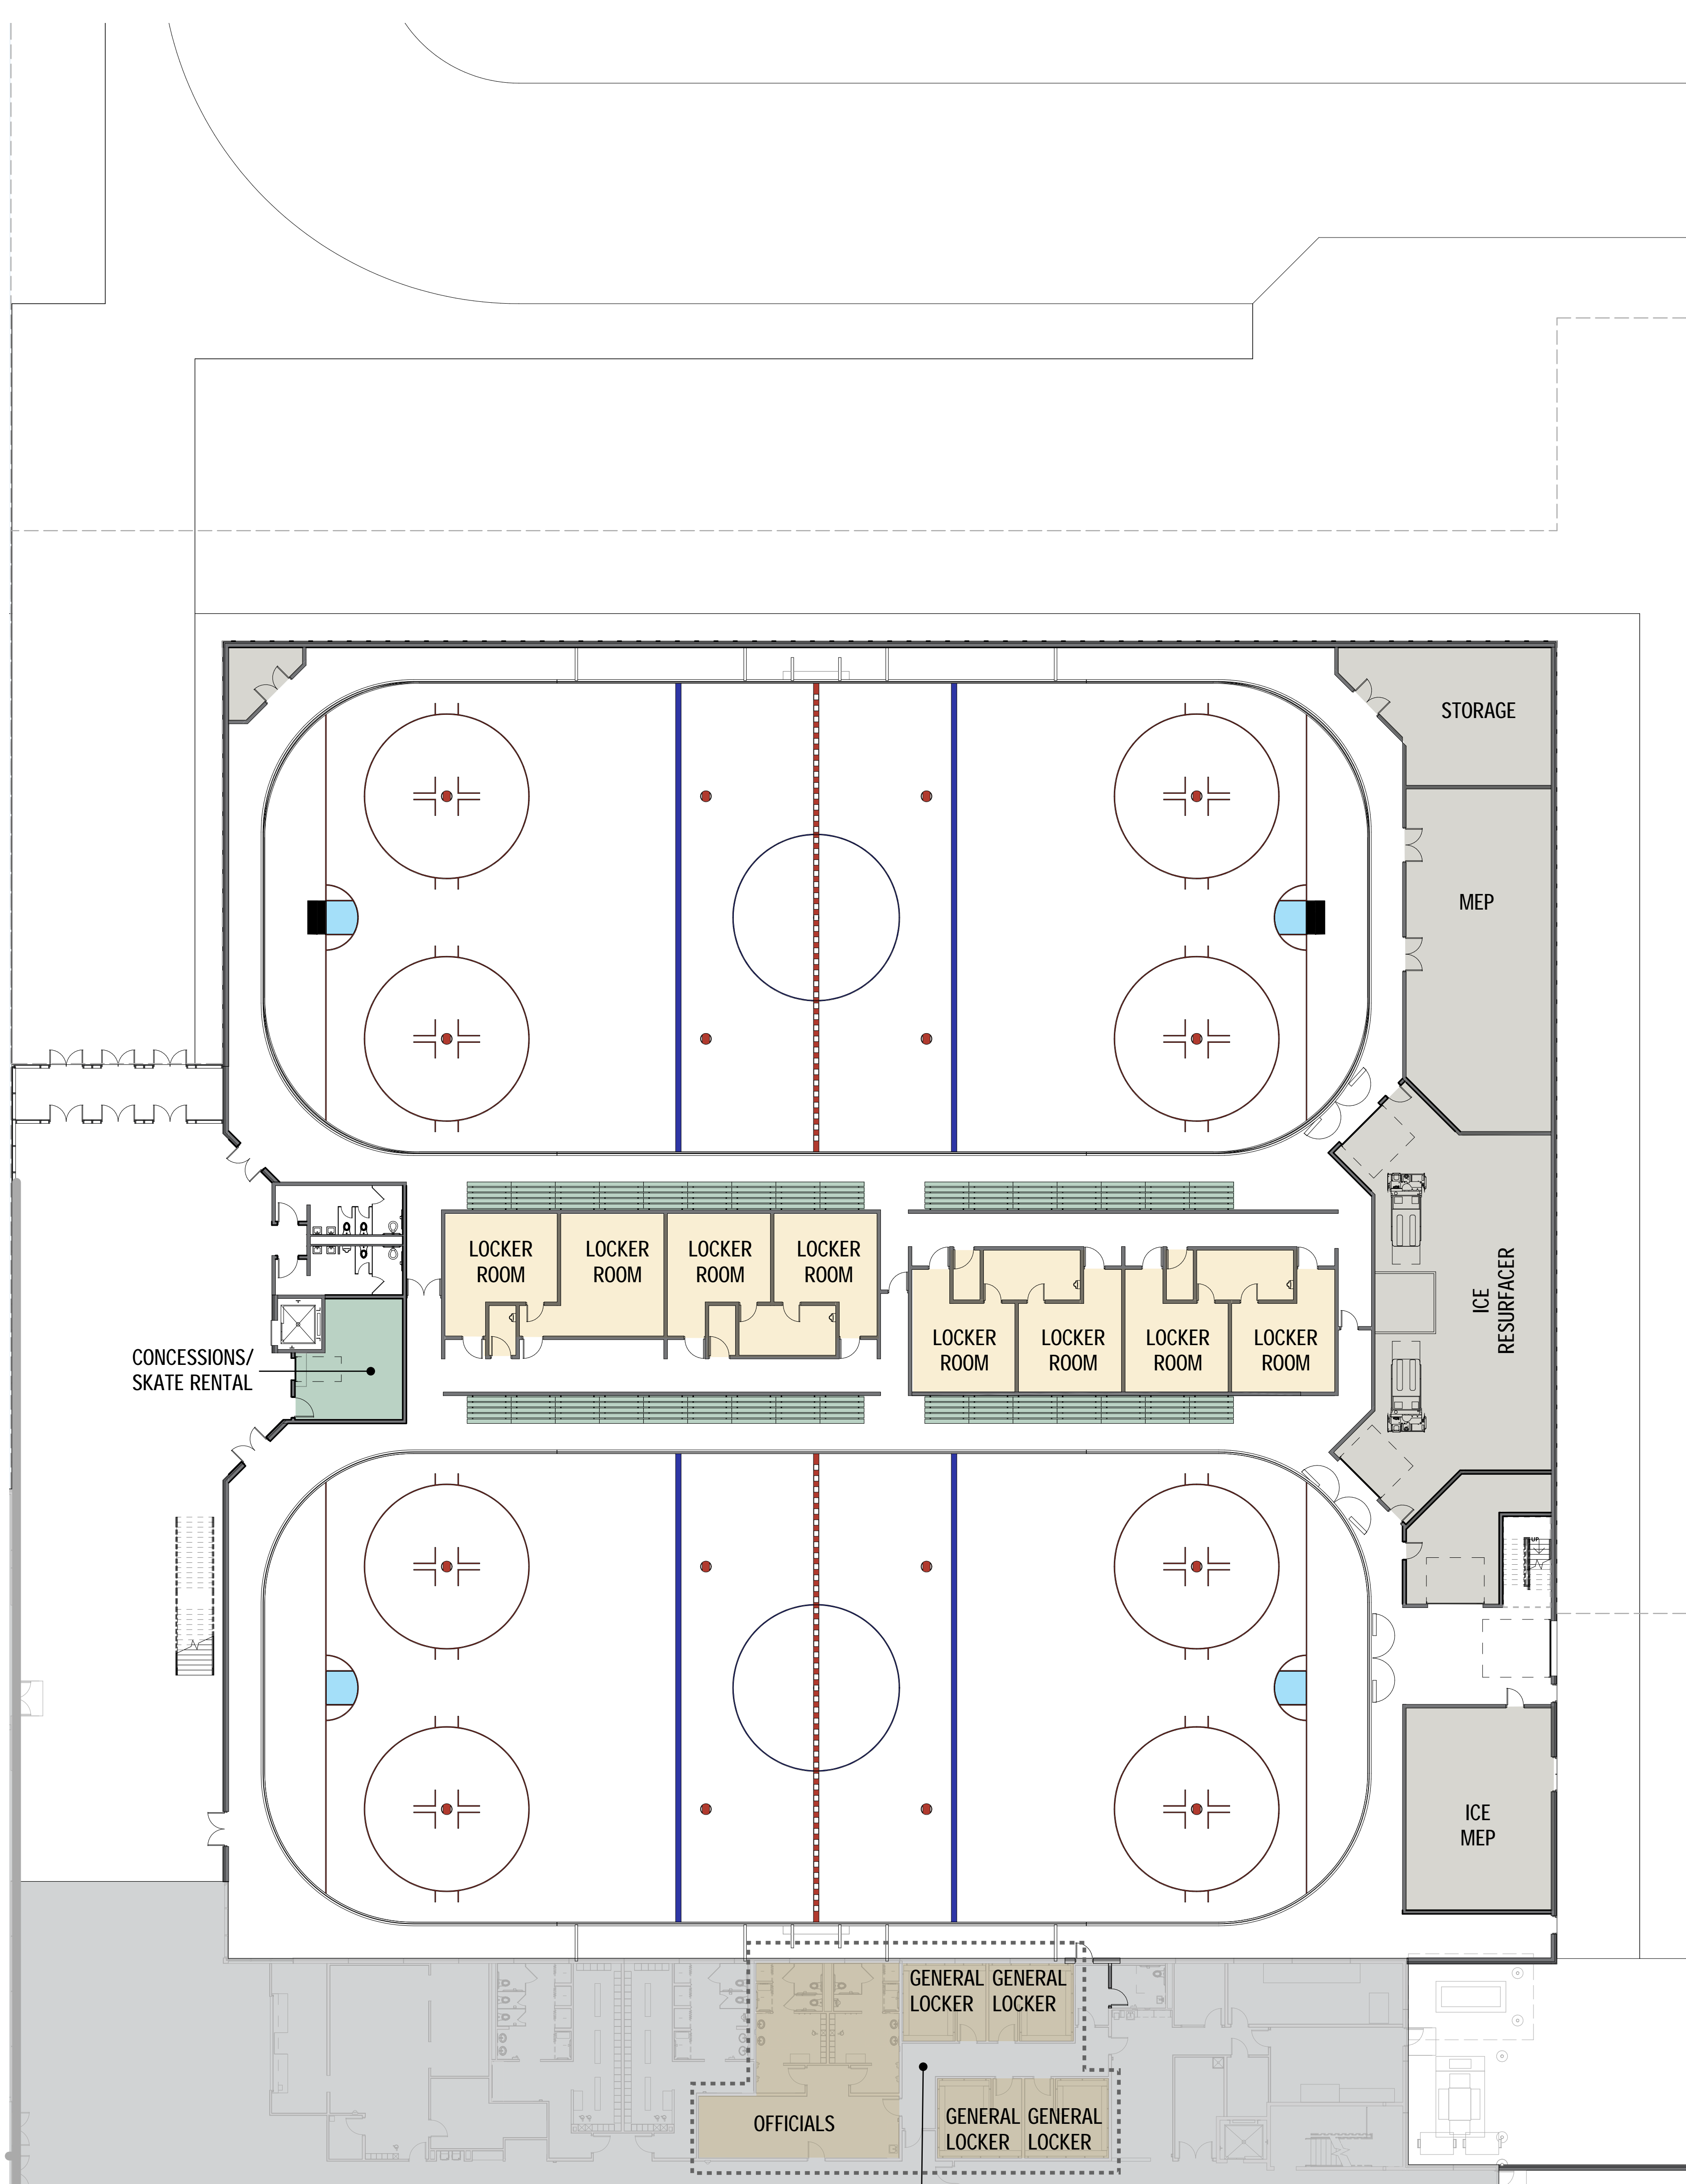 STORAGE
MEP
LOCKER
ROOM
LOCKER
ROOM
LOCKER
ROOM
LOCKER
ROOM
ICE
RESURFACER
LOCKER
ROOM
LOCKER
ROOM
LOCKER
ROOM
LOCKER
ROOM
CONCESSIONS/
SKATE RENTAL
UP
ICE
MEP
GENERAL
LOCKER
GENERAL
LOCKER
OFFICIALS
GENERAL
LOCKER
GENERAL
LOCKER